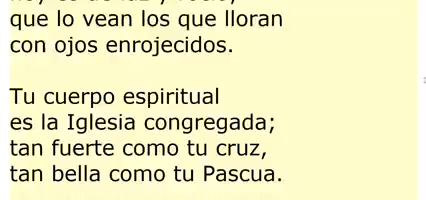 que lo vean los que lloran
con ojos enrojecidos.
Tu cuerpo espiritual
es la Iglesia congregada;
tan fuerte como tu cruz,
tan bella como tu Pascua.